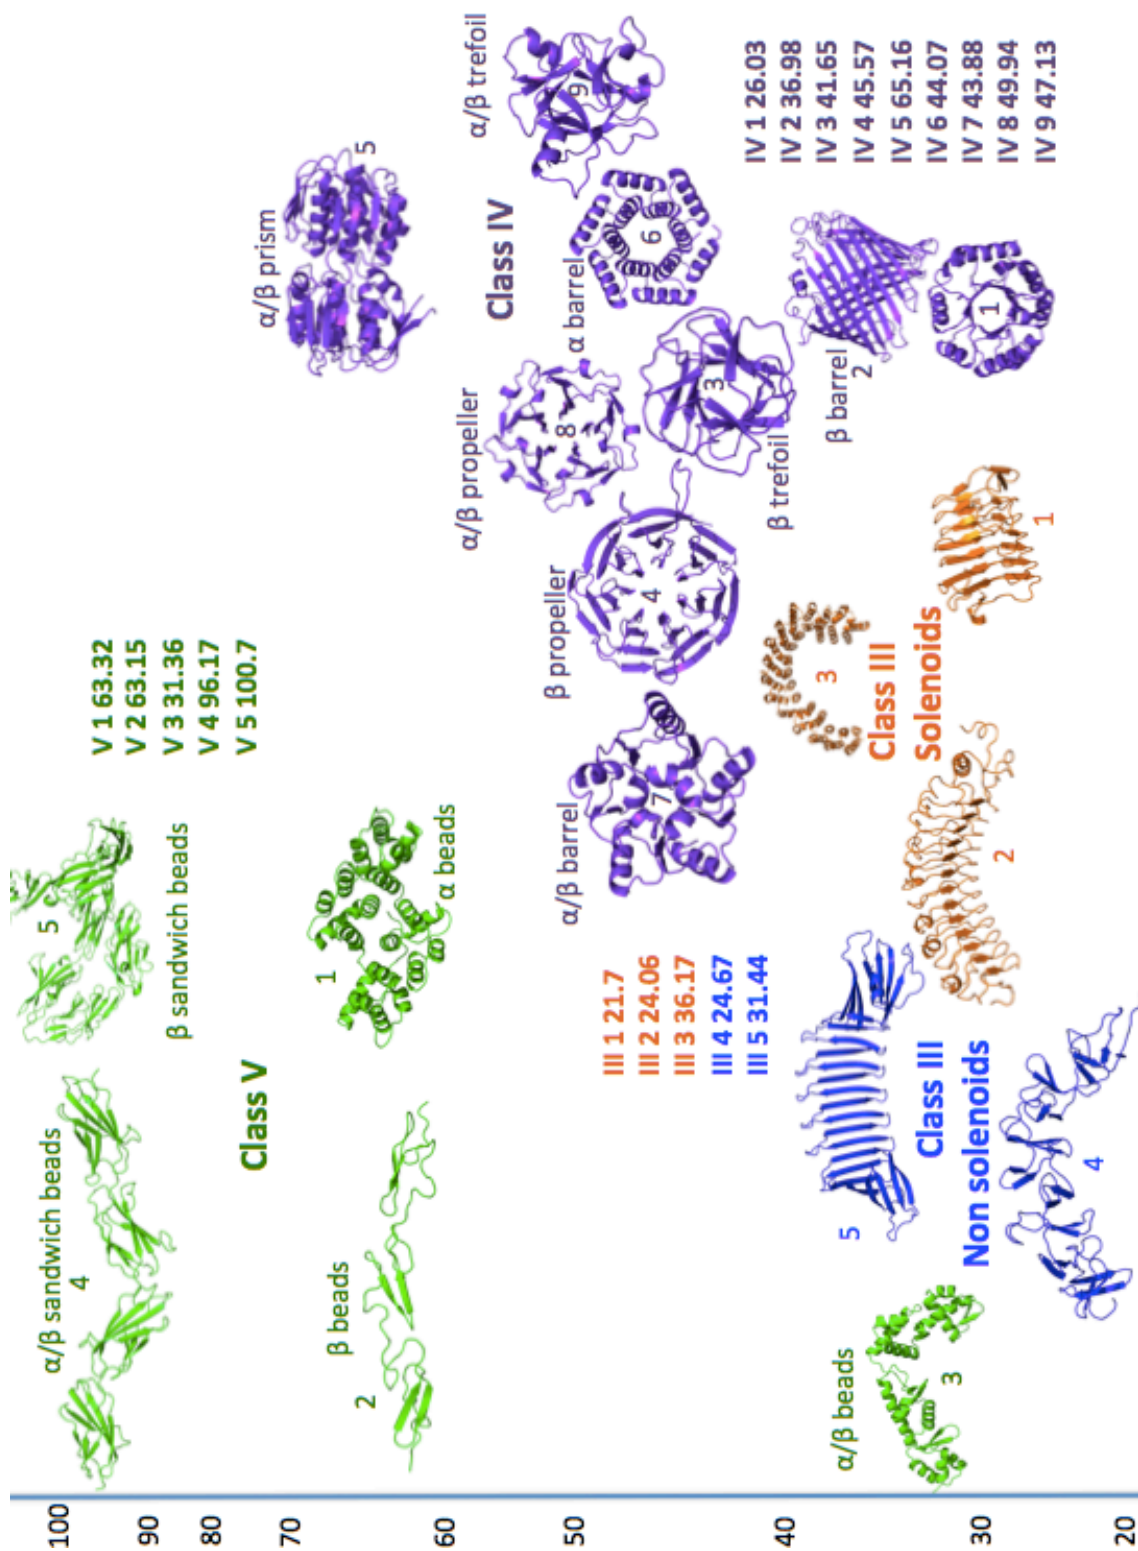 100
90
80
70
60
50
40
30
20
α/β sandwich beads
4
β sandwich beads
5
V 1 63.32
V 2 63.15
V 3 31.36
V 4 96.17
V 5 100.7
Class V
α/β prism
5
β beads
2
α beads
1
Class IV
α/β trefoil
9
α/β propeller
8
α barrel
6
β propeller
4
α/β barrel
7
β trefoil
3
β barrel
2
1
IV 1 26.03
IV 2 36.98
IV 3 41.65
IV 4 45.57
IV 5 65.16
IV 6 44.07
IV 7 43.88
IV 8 49.94
IV 9 47.13
III 1 21.7
III 2 24.06
III 3 36.17
III 4 24.67
III 5 31.44
3
Class III
Solenoids
1
2
5
Class III
Non solenoids
4
α/β beads
3